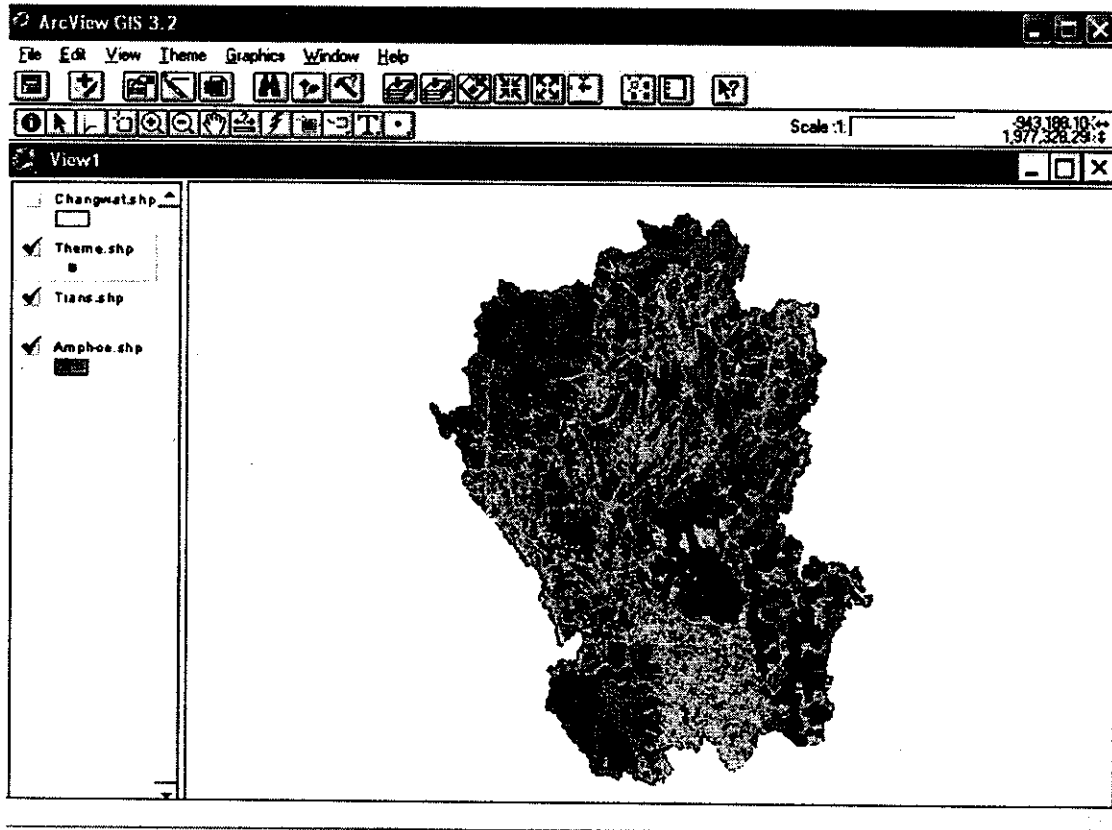 ArcView GIS 3.2
File Edit View Theme Graphics Window Help
Scale 1:
View1
Changwat.shp
Theme.shp
Trans.shp
Amphoe.shp